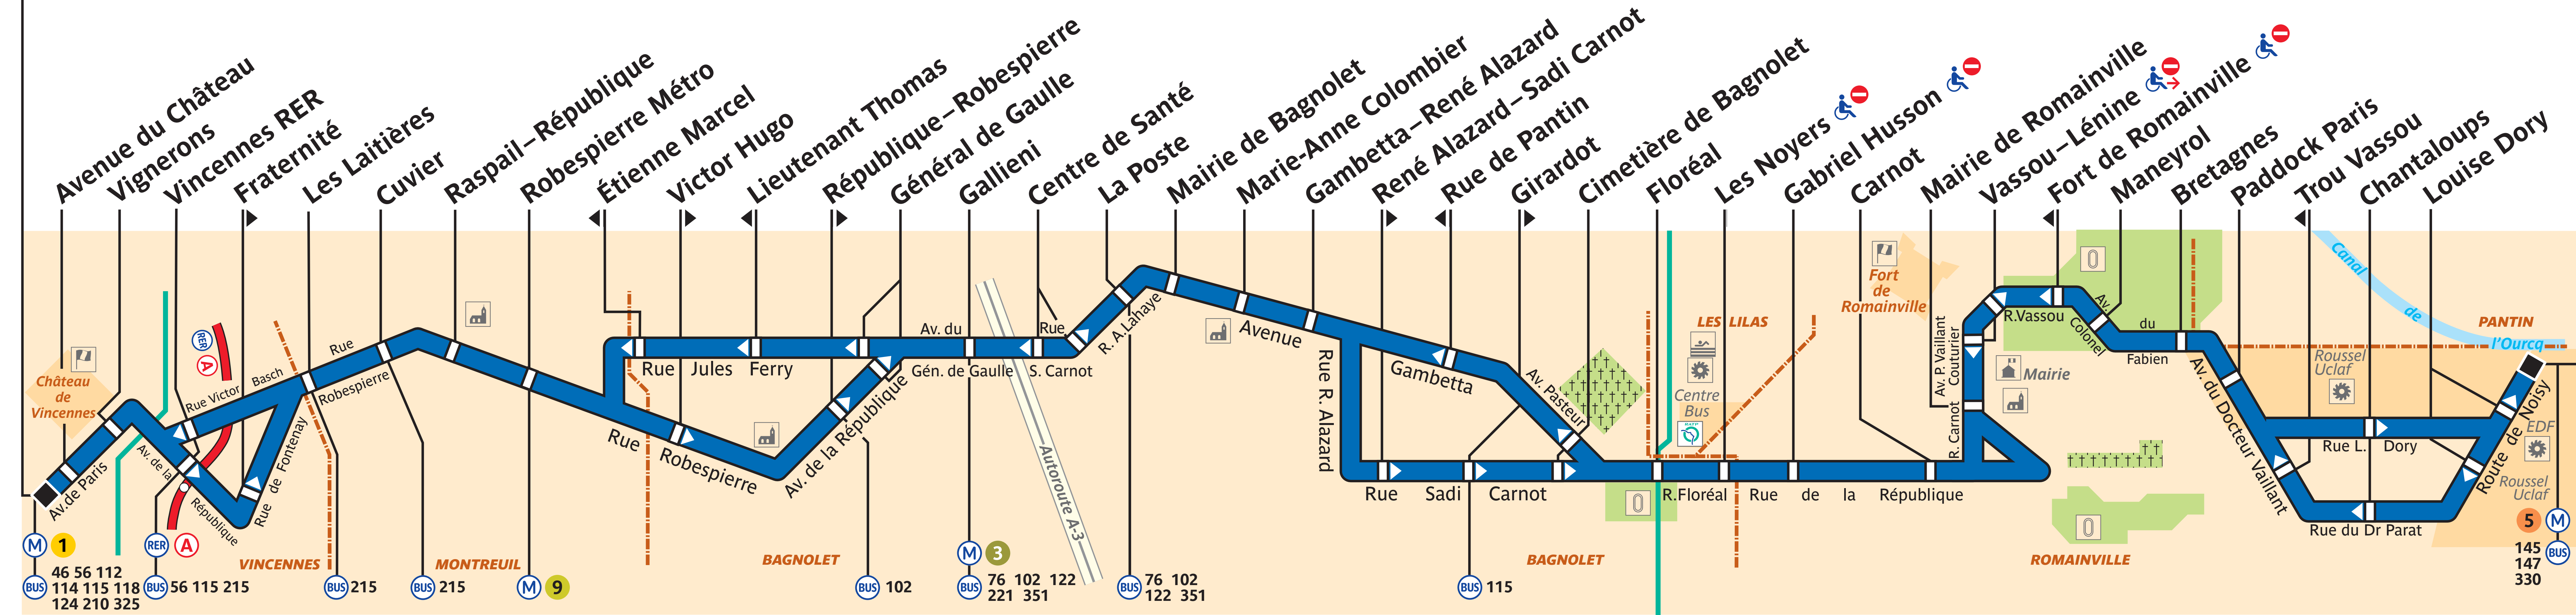 Avenue du Château
Vignerons
Vincennes RER
Fraternité
Les Laitières
Cuvier
Raspail–République
Robespierre Métro
Étienne Marcel
Victor Hugo
Lieutenant Thomas
République–Robespierre
Général de Gaulle
Gallieni
Centre de Santé
La Poste
Mairie de Bagnolet
Marie-Anne Colombier
Gambetta–René Alazard
René Alazard–Sadi Carnot
Rue de Pantin
Girardot
Cimetière de Bagnolet
Floréal
Les Noyers
Gabriel Husson
Carnot
Mairie de Romainville
Vassou–Lénine
Fort de Romainville
Maneyrol
Bretagnes
Paddock Paris
Trou Vassou
Chantaloups
Louise Dory
Château
de
Vincennes
Av.de Paris
RER
A
Rue Victor Basch
Av. de la République
Rue de Fontenay
Rue Robespierre
Rue Robespierre
Rue Jules Ferry
Av. de la République
Av. du
Gén. de Gaulle
Rue
S. Carnot
R. A.Lahaye
Autoroute A-3
Avenue
Gambetta
Rue R. Alazard
Av. Pasteur
Rue Sadi Carnot
R.Floréal
Rue de la République
LES LILAS
Centre
Bus
RATP
Fort
de
Romainville
Av. P. Vaillant
Couturier
R. Carnot
R.Vassou
Mairie
Av. Colonel
du
Fabien
Av. du Docteur Vaillant
Roussel
Uclaf
Rue L. Dory
Rue du Dr Parat
Route de Noisy
Canal de l'Ourcq
PANTIN
EDF
Roussel
Uclaf
VINCENNES
MONTREUIL
BAGNOLET
BAGNOLET
ROMAINVILLE
M 1
BUS 46 56 112
114 115 118
124 210 325
RER A
BUS 56 115 215
BUS 215
BUS 215
M 9
BUS 102
M 3
BUS 76 102 122
221 351
BUS 76 102
122 351
BUS 115
5 M
145 BUS
147
330